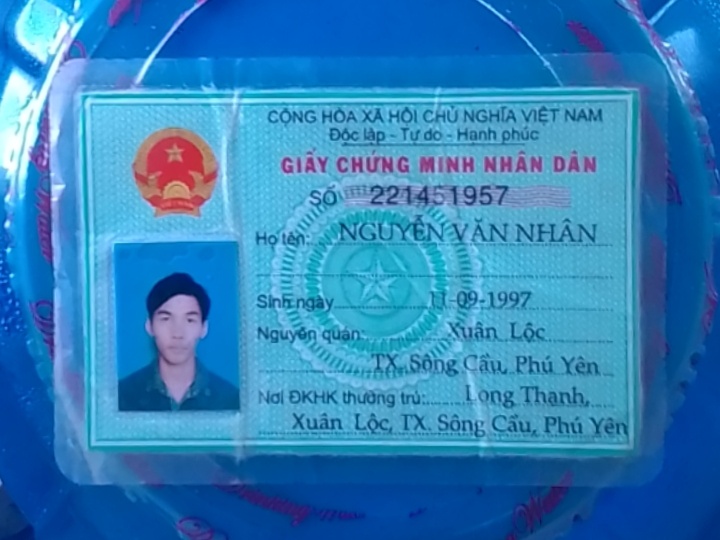 CỘNG HÒA XÃ HỘI CHỦ NGHĨA VIỆT NAM
Độc lập - Tự do - Hạnh phúc
GIẤY CHỨNG MINH NHÂN DÂN
SỐ 221451957
Họ tên: NGUYỄN VĂN NHÂN
Sinh ngày 11-09-1997
Nguyên quán: Xuân Lộc
TX. Sông Cầu, Phú Yên
Nơi ĐKHK thường trú: Long Thạnh,
Xuân Lộc, TX. Sông Cầu, Phú Yên